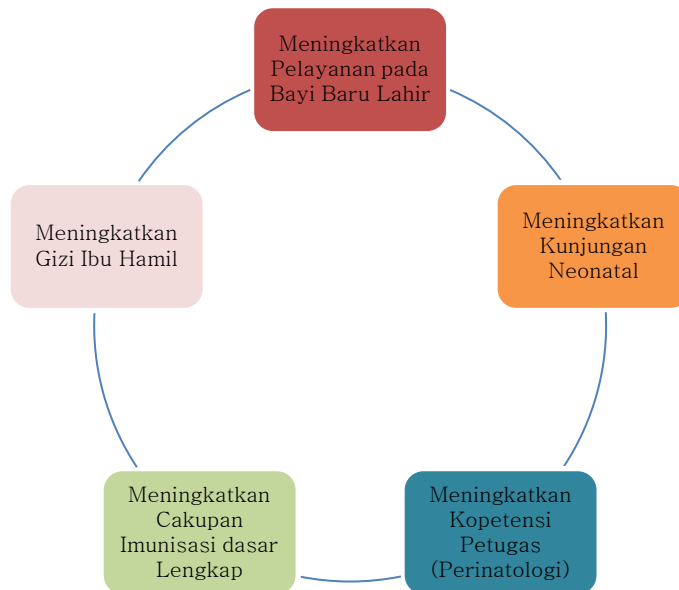 Meningkatkan
Pelayanan pada
Bayi Baru Lahir
Meningkatkan
Kunjungan
Neonatal
Meningkatkan
Kopetensi
Petugas
(Perinatologi)
Meningkatkan
Cakupan
Imunisasi dasar
Lengkap
Meningkatkan
Gizi Ibu Hamil